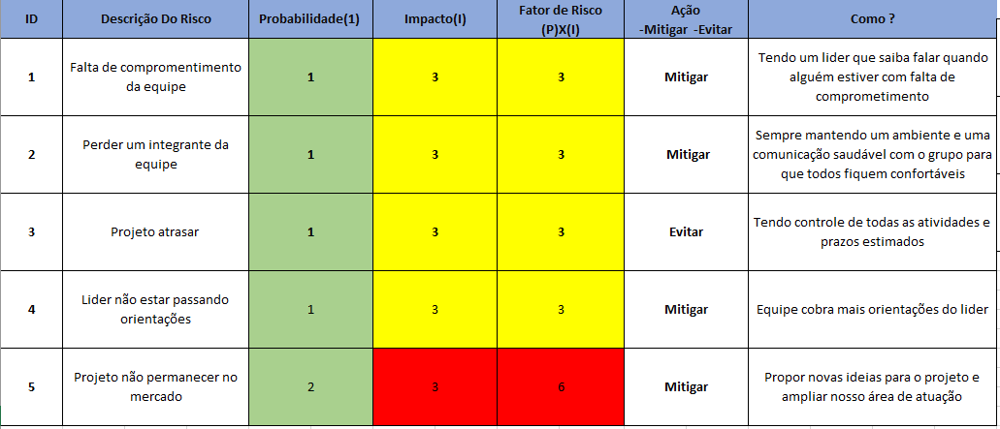 ID Descrição Do Risco Probabilidade(1) Impacto(I) Fator de Risco (P)X(I) Ação -Mitigar -Evitar Como ?
1 Falta de compromentimento da equipe 1 3 3 Mitigar Tendo um lider que saiba falar quando alguém estiver com falta de comprometimento
2 Perder um integrante da equipe 1 3 3 Mitigar Sempre mantendo um ambiente e uma comunicação saudável com o grupo para que todos fiquem confortáveis
3 Projeto atrasar 1 3 3 Evitar Tendo controle de todas as atividades e prazos estimados
4 Lider não estar passando orientações 1 3 3 Mitigar Equipe cobra mais orientações do lider
5 Projeto não permanecer no mercado 2 3 6 Mitigar Propor novas ideias para o projeto e ampliar nosso área de atuação